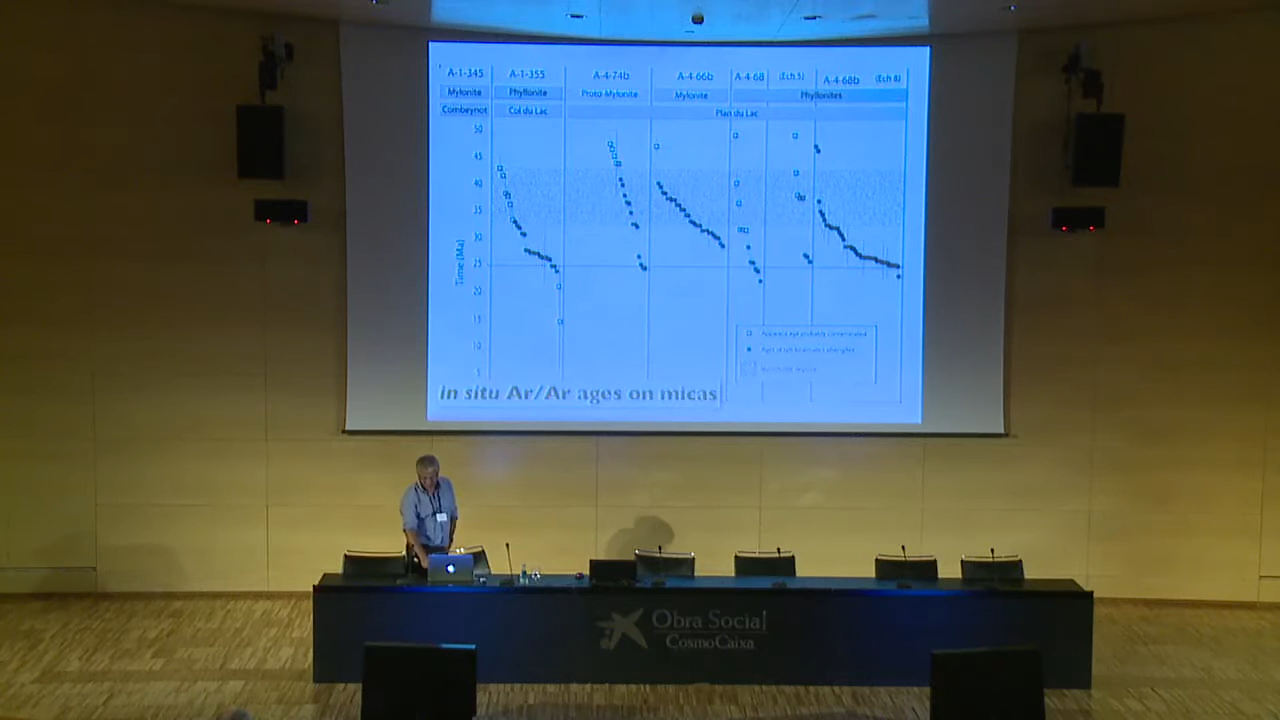 A-1-345 A-1-355 A-4-74b A-4-66b A-4-68 (Ech.5) A-4-68b (Ech 8)
Mylonite Phyllonite Proto-Mylonite Mylonite Phyllonites
Combeynot Col du Lac Plan du Lac
50
45
40
35
30
25
20
15
10
5
Time (Ma)
in situ Ar/Ar ages on micas
Obra Social
CosmoCaixa